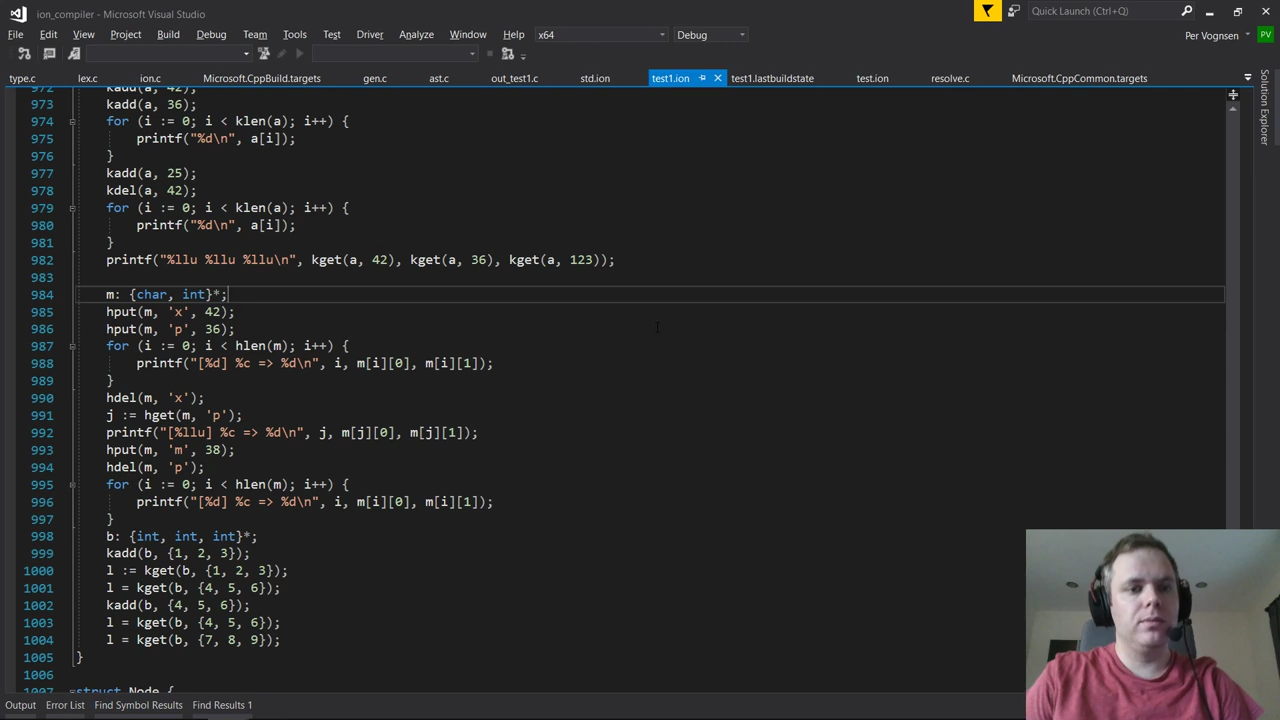 ion_compiler - Microsoft Visual Studio
Quick Launch (Ctrl+Q)
File Edit View Project Build Debug Team Tools Test Driver Analyze Window Help x64 Debug Per Vognsen PV
type.c lex.c ion.c Microsoft.CppBuild.targets gen.c ast.c out_test1.c std.ion test1.ion test1.lastbuildstate test.ion resolve.c Microsoft.CppCommon.targets
Solution Explorer
972 kadd(a, 42);
973 kadd(a, 36);
974 for (i := 0; i < klen(a); i++) {
975 printf("%d\n", a[i]);
976 }
977 kadd(a, 25);
978 kdel(a, 42);
979 for (i := 0; i < klen(a); i++) {
980 printf("%d\n", a[i]);
981 }
982 printf("%llu %llu %llu\n", kget(a, 42), kget(a, 36), kget(a, 123));
983
984 m: {char, int}*;
985 hput(m, 'x', 42);
986 hput(m, 'p', 36);
987 for (i := 0; i < hlen(m); i++) {
988 printf("[%d] %c => %d\n", i, m[i][0], m[i][1]);
989 }
990 hdel(m, 'x');
991 j := hget(m, 'p');
992 printf("[%llu] %c => %d\n", j, m[j][0], m[j][1]);
993 hput(m, 'm', 38);
994 hdel(m, 'p');
995 for (i := 0; i < hlen(m); i++) {
996 printf("[%d] %c => %d\n", i, m[i][0], m[i][1]);
997 }
998 b: {int, int, int}*;
999 kadd(b, {1, 2, 3});
1000 l := kget(b, {1, 2, 3});
1001 l = kget(b, {4, 5, 6});
1002 kadd(b, {4, 5, 6});
1003 l = kget(b, {4, 5, 6});
1004 l = kget(b, {7, 8, 9});
1005 }
1006
1007 struct Node {
Output Error List Find Symbol Results Find Results 1